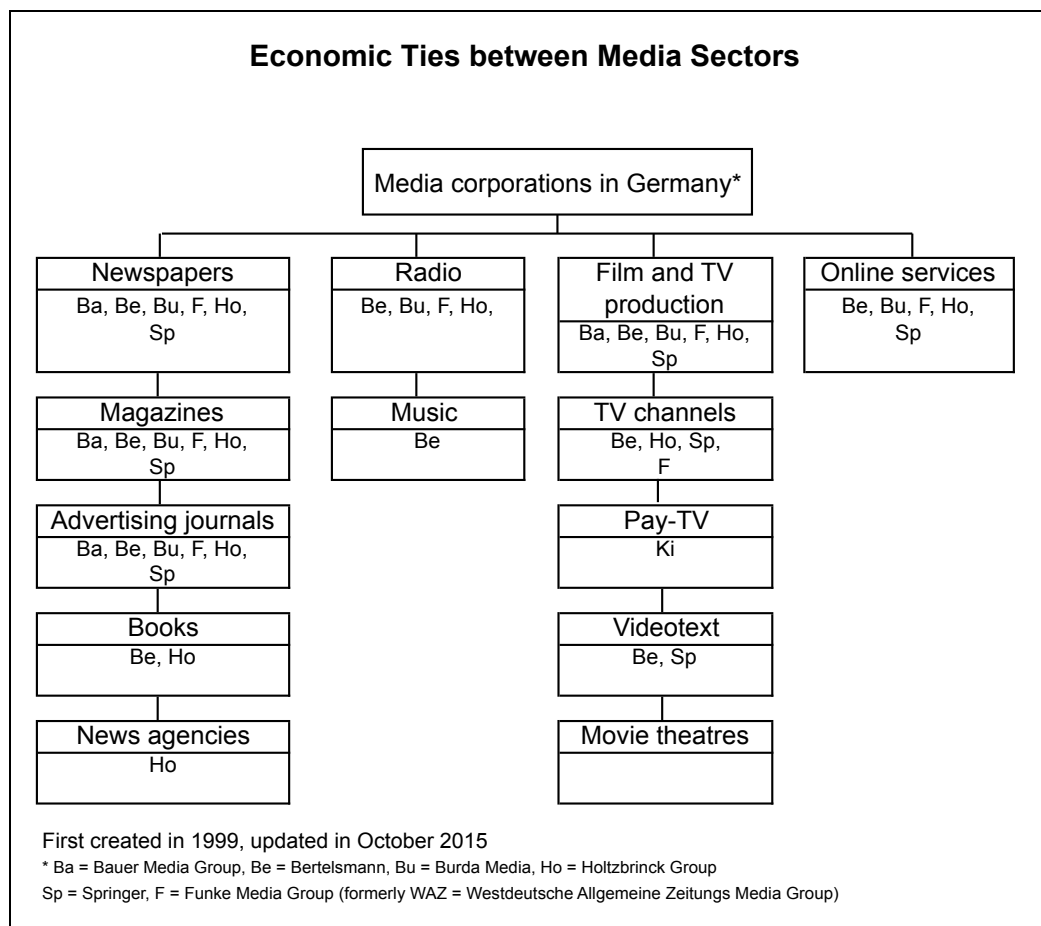 Economic Ties between Media Sectors
Media corporations in Germany*
Newspapers
Ba, Be, Bu, F, Ho,
Sp
Magazines
Ba, Be, Bu, F, Ho,
Sp
Advertising journals
Ba, Be, Bu, F, Ho,
Sp
Books
Be, Ho
News agencies
Ho
Radio
Be, Bu, F, Ho,
Music
Be
Film and TV
production
Ba, Be, Bu, F, Ho,
Sp
TV channels
Be, Ho, Sp,
F
Pay-TV
Ki
Videotext
Be, Sp
Movie theatres
Online services
Be, Bu, F, Ho,
Sp
First created in 1999, updated in October 2015
* Ba = Bauer Media Group, Be = Bertelsmann, Bu = Burda Media, Ho = Holtzbrinck Group
Sp = Springer, F = Funke Media Group (formerly WAZ = Westdeutsche Allgemeine Zeitungs Media Group)